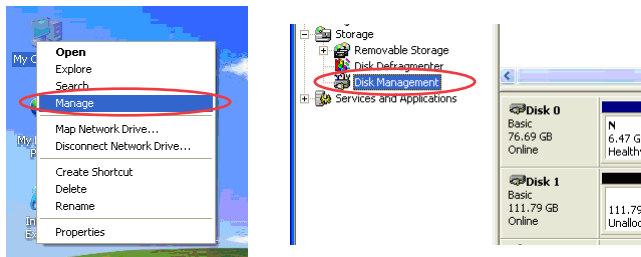 My C
Open
Explore
Search
Manage
Map Network Drive...
Disconnect Network Drive...
Create Shortcut
Delete
Rename
Properties
My
P
In
Ex
Storage
Removable Storage
Disk Defragmenter
Disk Management
Services and Applications
Disk 0
Basic
76.69 GB
Online
N
6.47 G
Healthy
Disk 1
Basic
111.79 GB
Online
111.79
Unalloc